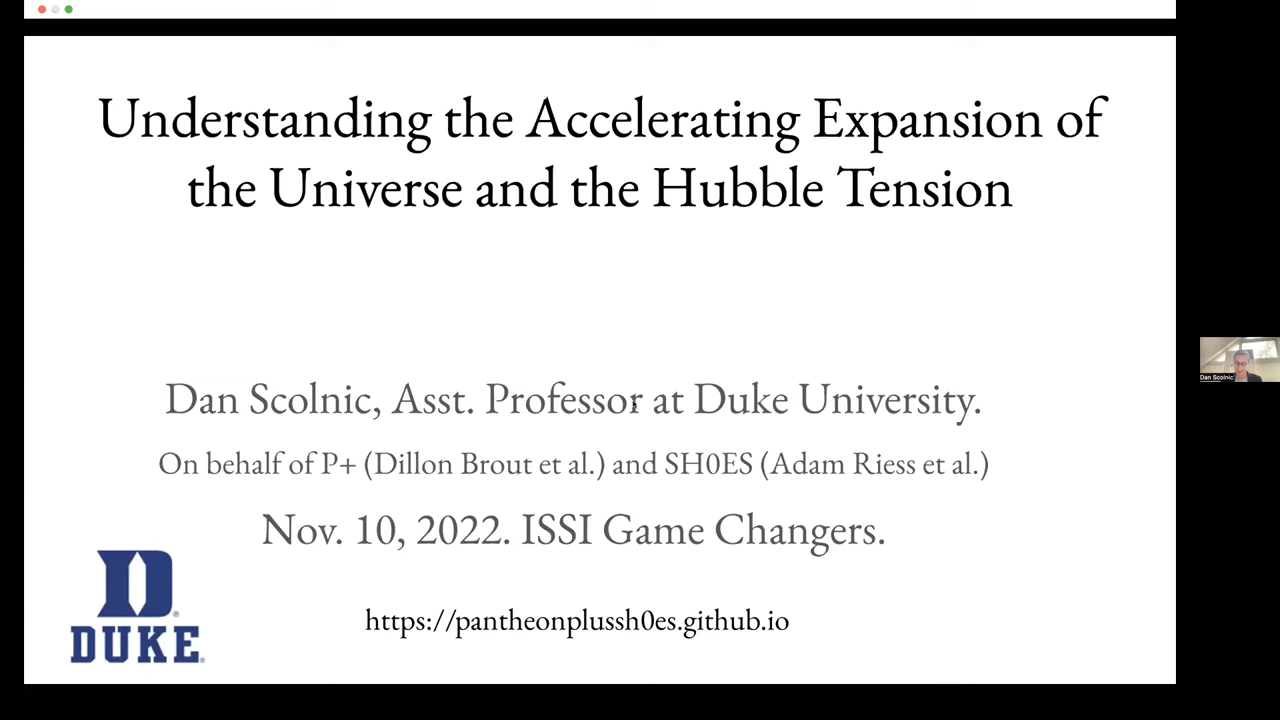 Understanding the Accelerating Expansion of
the Universe and the Hubble Tension
Dan Scolnic, Asst. Professor at Duke University.
On behalf of P+ (Dillon Brout et al.) and SH0ES (Adam Riess et al.)
Nov. 10, 2022. ISSI Game Changers.
https://pantheonplussh0es.github.io
D®
DUKE®
Dan Scolnic